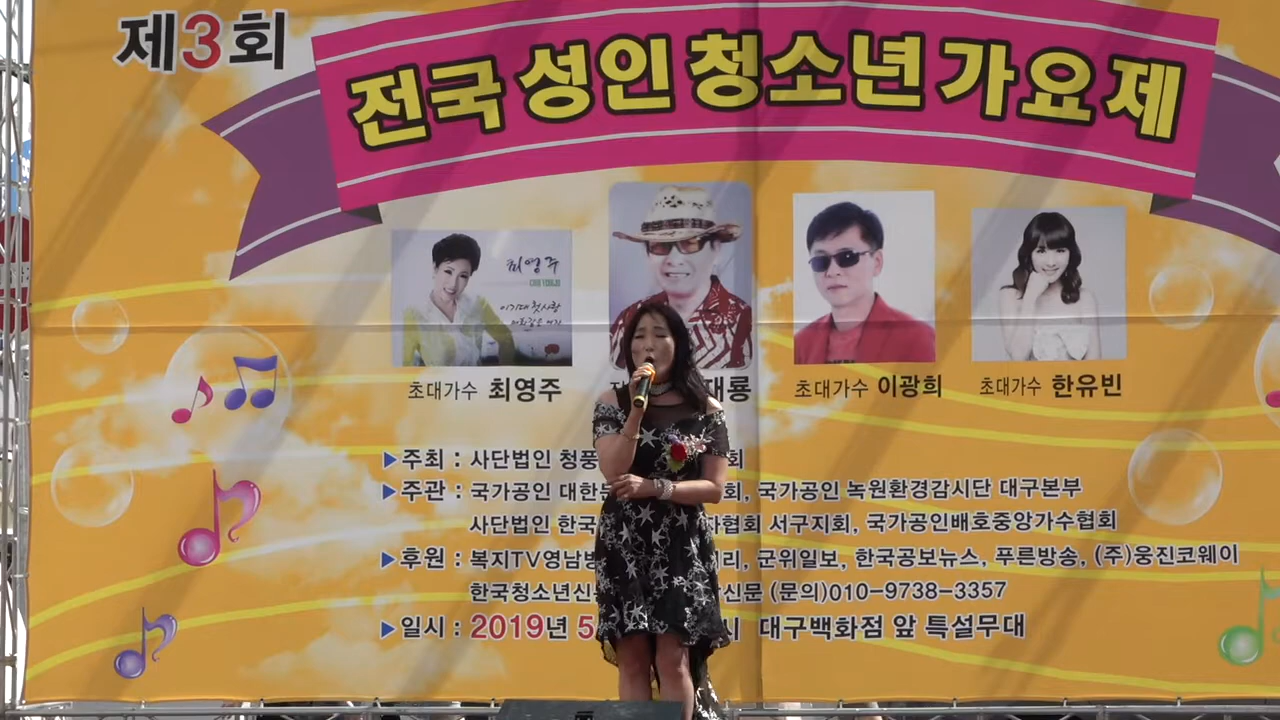 제3회
전국 성인 청소년 가요제
최영주
초대가수 최영주
대룡
초대가수 이광희
초대가수 한유빈
▶주최 : 사단법인 청풍 회
▶주관 : 국가공인 대한 회, 국가공인 녹원환경감시단 대구본부
사단법인 한국 협회 서구지회, 국가공인배호중앙가수협회
▶후원 : 복지TV영남방 리, 군위일보, 한국공보뉴스, 푸른방송, (주)웅진코웨이
한국청소년신 신문 (문의)010-9738-3357
▶일시 : 2019년 5 시 대구백화점 앞 특설무대